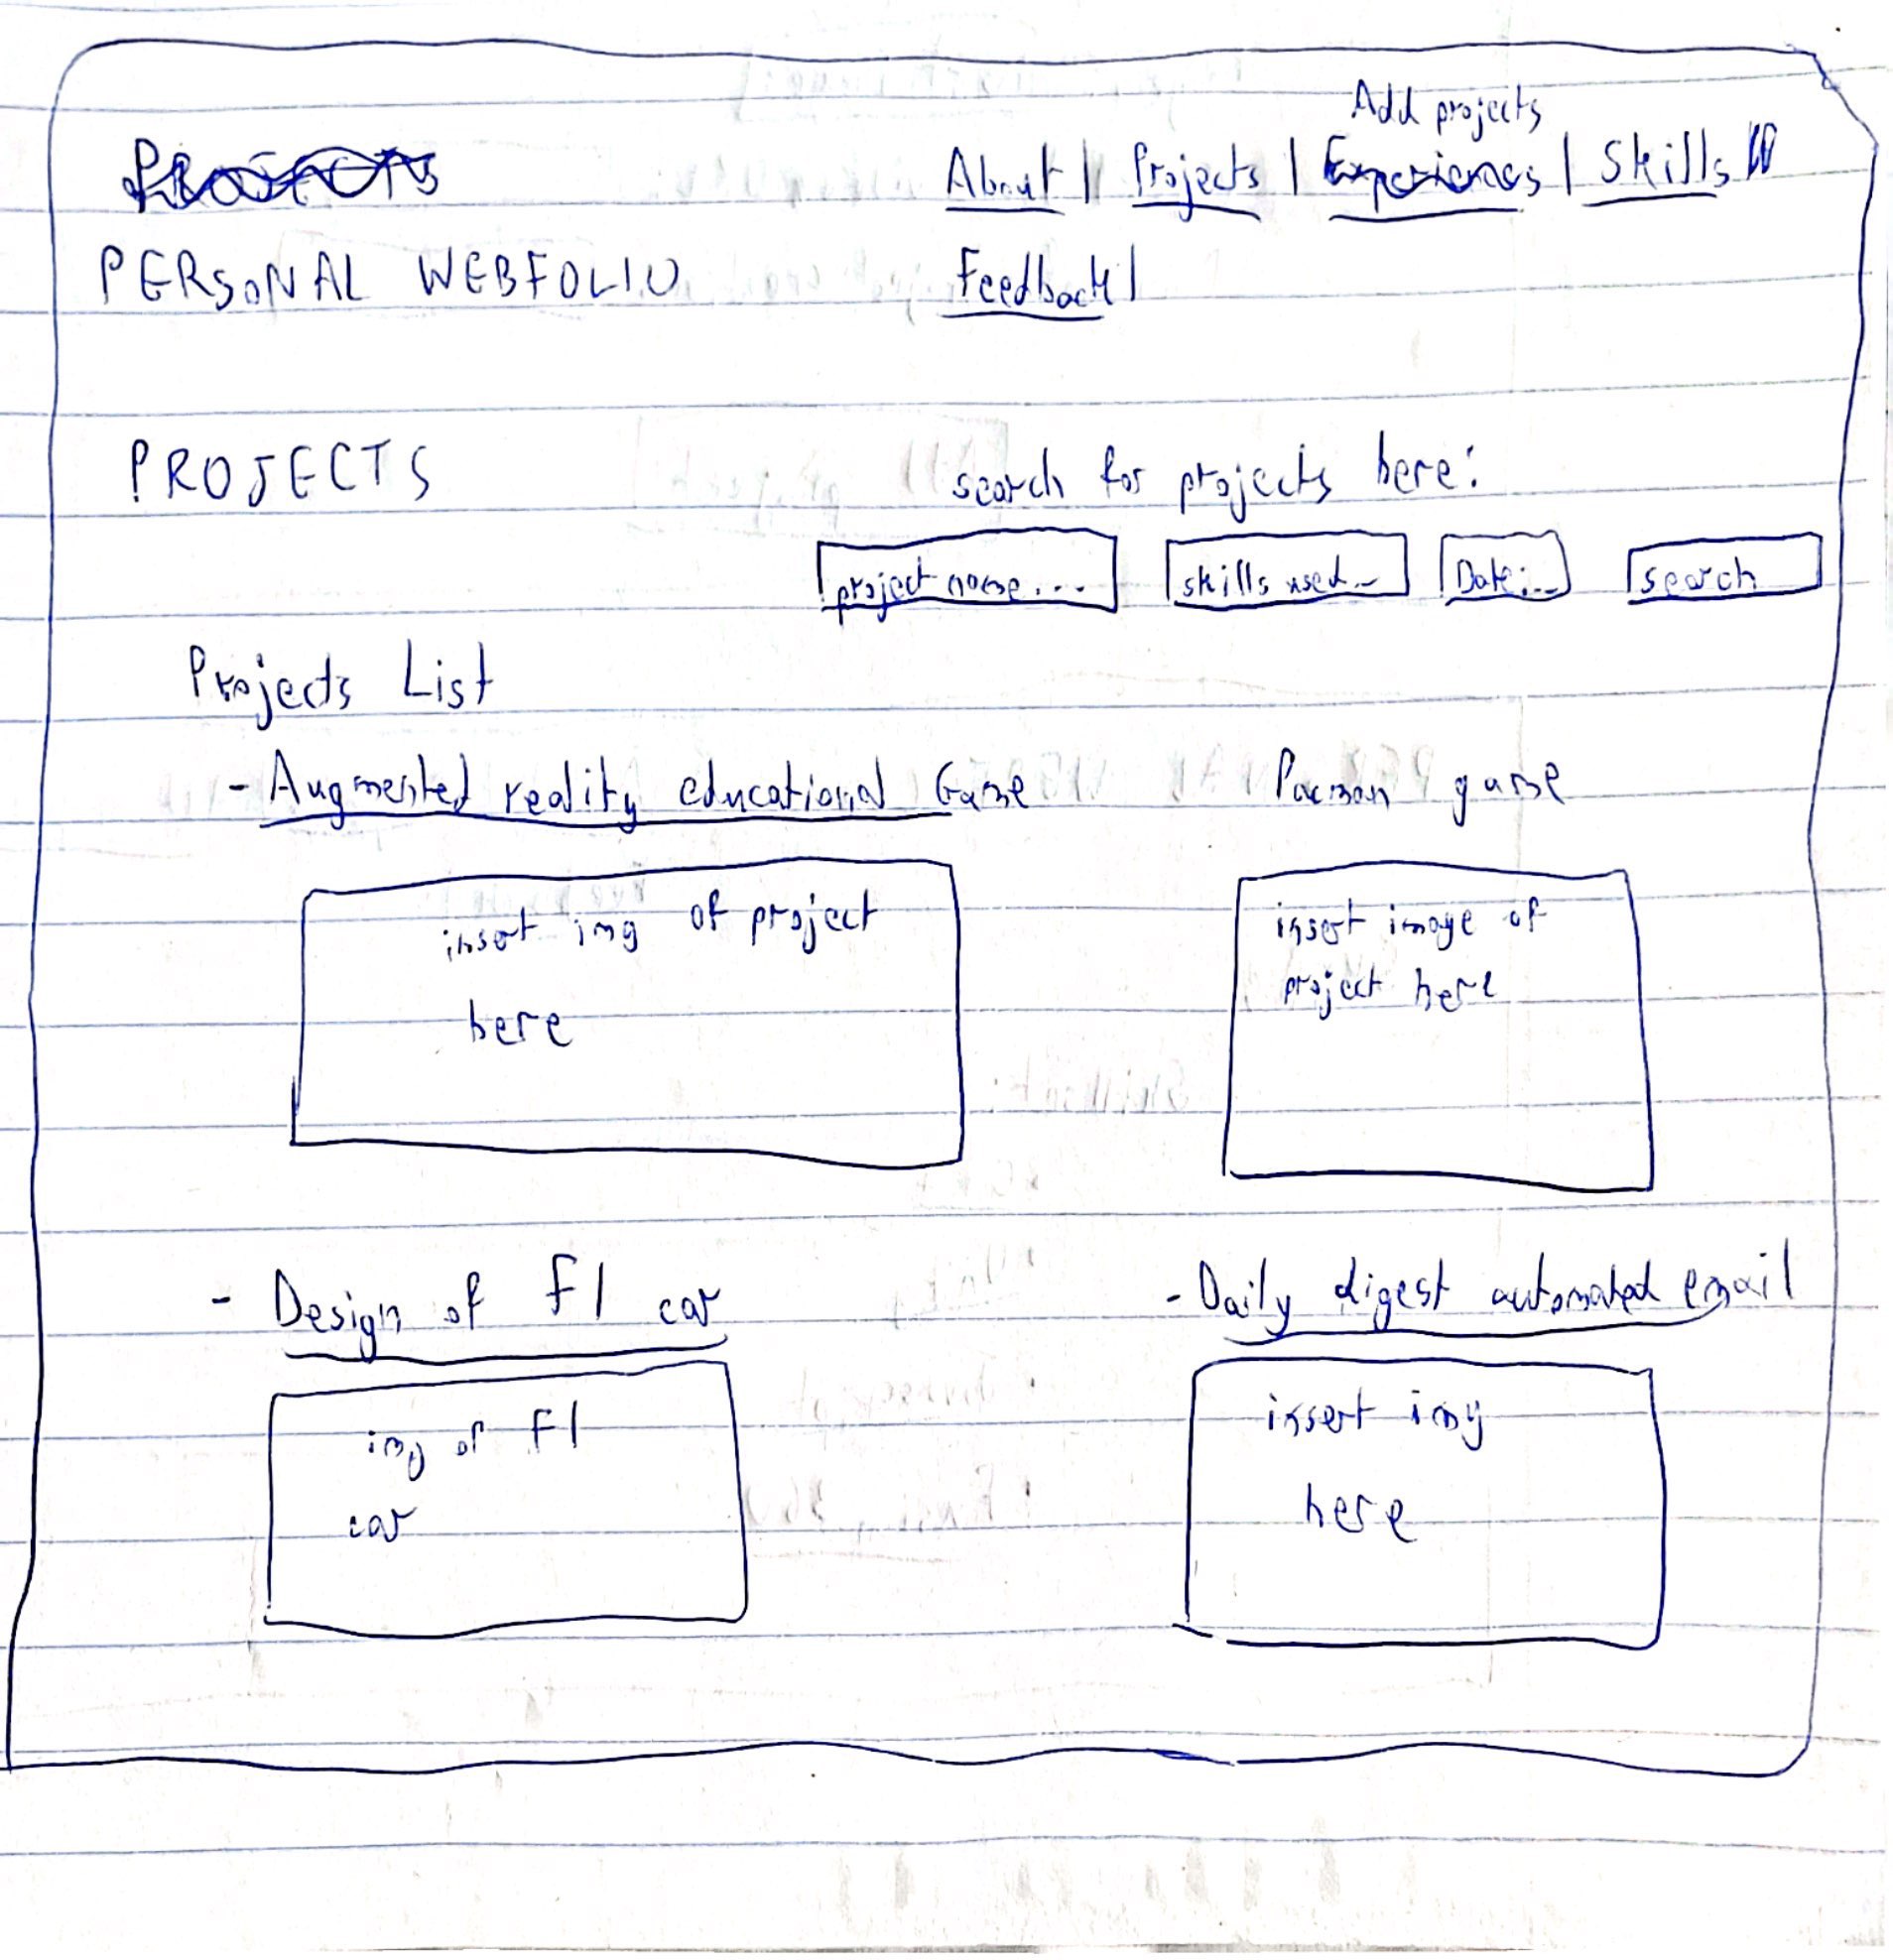 Add projects
About | Projects | Experiences | Skills
PERSONAL WEBFOLIO
Feedback |
PROJECTS
search for projects here:
project name... skills used... Date:.. search
Projects List
- Augmented reality educational Game
Pacman game
insert img of project
here
insert image of
project here
- Design of F1 car
- Daily digest automated email
img of F1
car
insert img
here